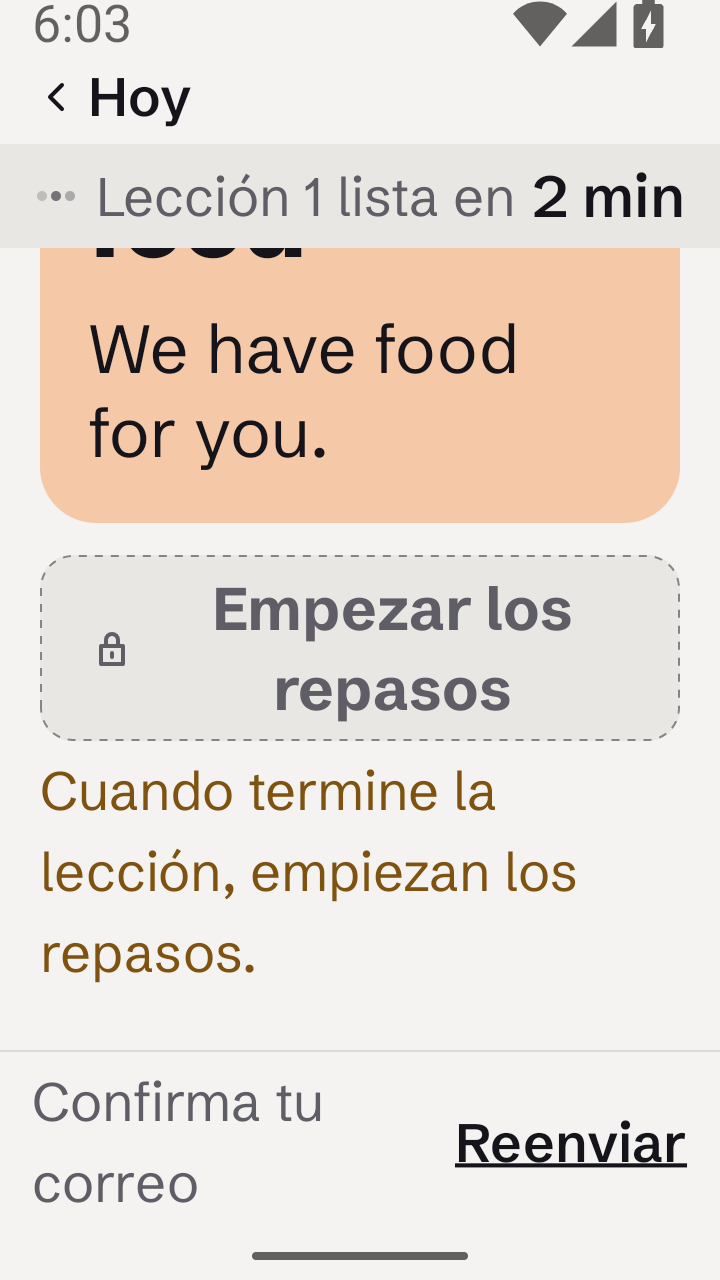 6:03
Hoy
Lección 1 lista en 2 min
We have food
for you.
Empezar los
repasos
Cuando termine la
lección, empiezan los
repasos.
Confirma tu
correo
Reenviar